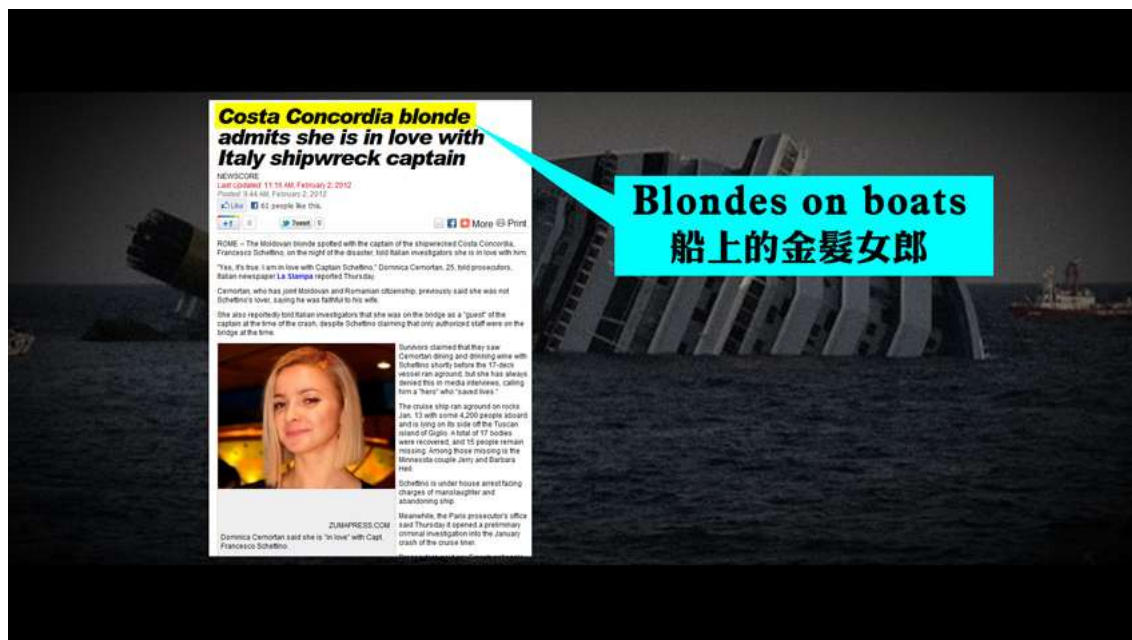 Costa Concordia blonde
admits she is in love with
Italy shipwreck captain
NEWSCORE
Last Updated: 11:16 AM, February 2, 2012
Posted: 9:44 AM, February 2, 2012
Like 61 people like this.
+1 0 Tweet 0 More Print
ROME – The Moldovan blonde spotted with the captain of the shipwrecked Costa Concordia,
Francesco Schettino, on the night of the disaster, told Italian investigators she is in love with him.
"Yes, it's true. I am in love with Captain Schettino," Domnica Cemortan, 25, told prosecutors,
Italian newspaper La Stampa reported Thursday.
Cemortan, who has joint Moldovan and Romanian citizenship, previously said she was not
Schettino's lover, saying he was faithful to his wife.
She also reportedly told Italian investigators that she was on the bridge as a "guest" of the
captain at the time of the crash, despite Schettino claiming that only authorized staff were on the
bridge at the time.
Survivors claimed that they saw
Cemortan dining and drinking wine with
Schettino shortly before the 17-deck
vessel ran aground, but she has always
denied this in media interviews, calling
him a "hero" who "saved lives."
The cruise ship ran aground on rocks
Jan. 13 with some 4,200 people aboard
and is lying on its side off the Tuscan
island of Giglio. A total of 17 bodies
were recovered, and 15 people remain
missing. Among those missing is the
Minnesota couple Jerry and Barbara
Heil.
Schettino is under house arrest facing
charges of manslaughter and
abandoning ship.
Meanwhile, the Paris prosecutor's office
said Thursday it opened a preliminary
criminal investigation into the January
crash of the cruise liner.
ZUMAPRESS.COM
Domnica Cemortan said she is "in love" with Capt.
Francesco Schettino.
Blondes on boats
船上的金髮女郎